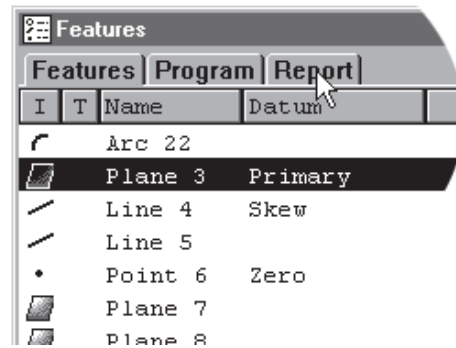 Features
Features Program Report
I T Name Datum
Arc 22
Plane 3 Primary
Line 4 Skew
Line 5
Point 6 Zero
Plane 7
Plane 8